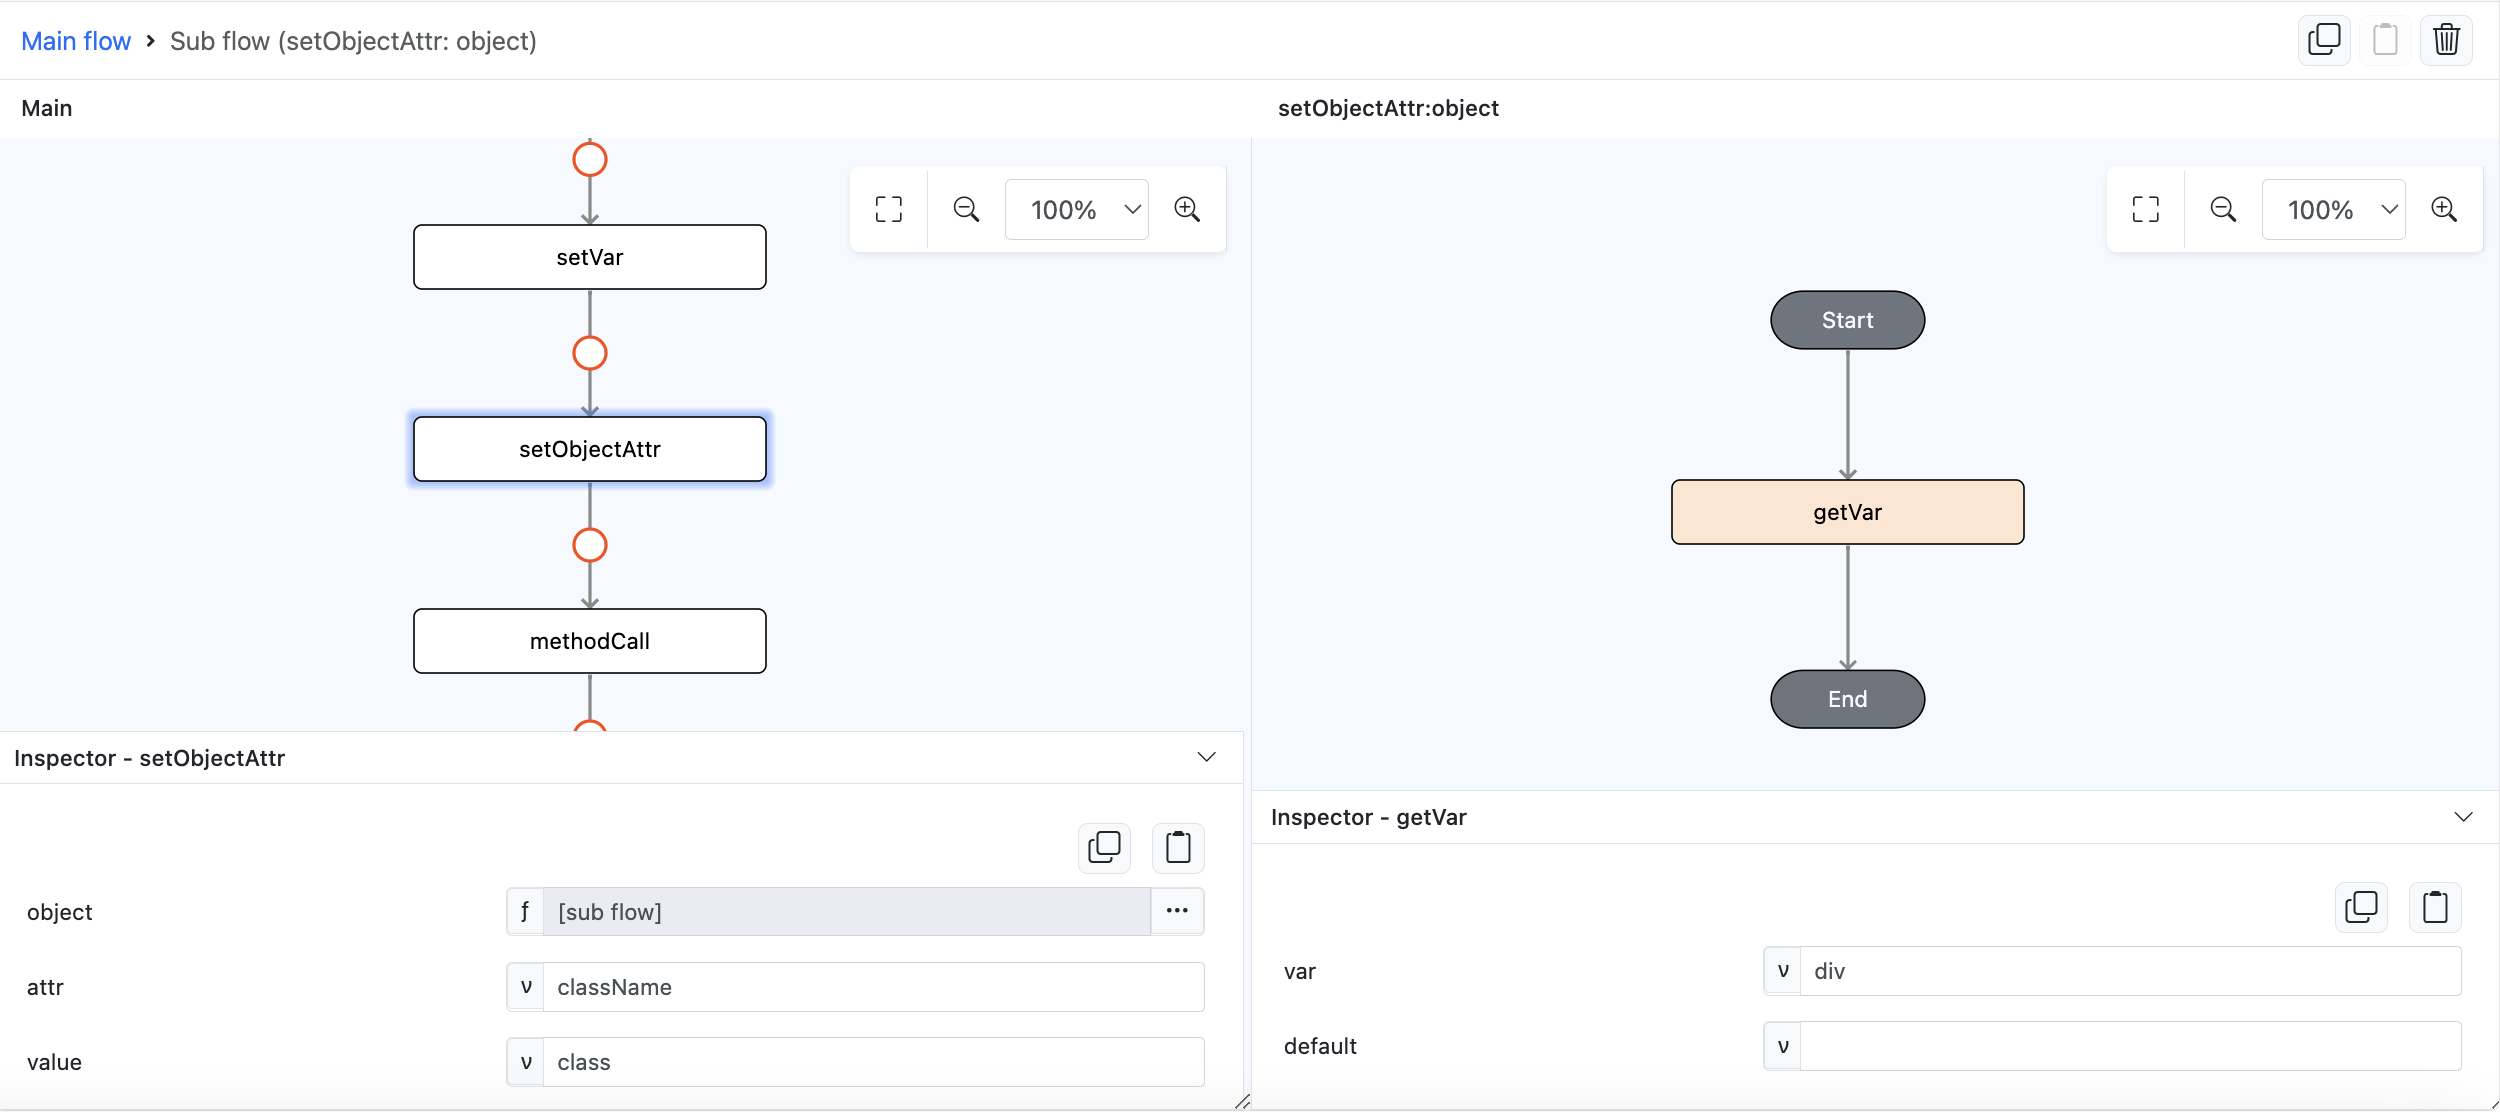 Main flow > Sub flow (setObjectAttr: object)
Main
setVar
setObjectAttr
methodCall
100%
Inspector - setObjectAttr
object
ƒ [sub flow] •••
attr
v className
value
v class
setObjectAttr:object
100%
Start
getVar
End
Inspector - getVar
var
v div
default
v